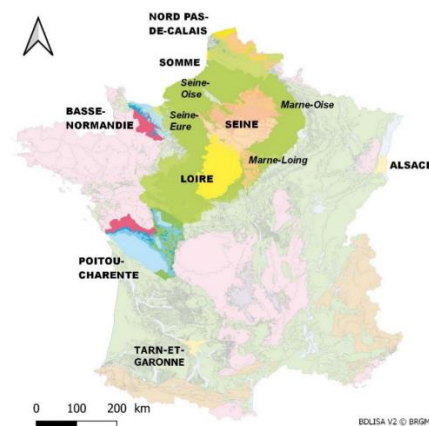 NORD PAS-
DE-CALAIS
SOMME
Seine-
Oise
BASSE-
NORMANDIE
Seine-
Eure
SEINE
Marne-Oise
Marne-Loing
LOIRE
ALSACE
POITOU-
CHARENTE
TARN-ET-
GARONNE
0 100 200 km
BDLISA V2 © BRGM